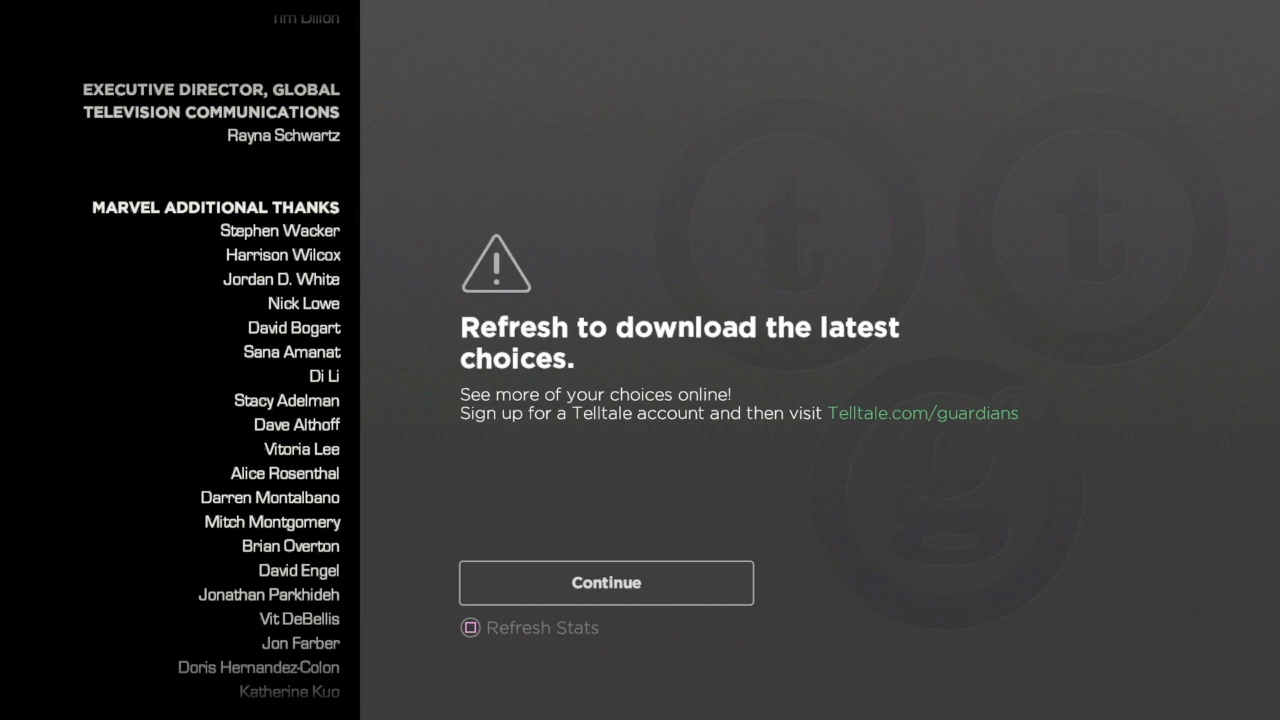 Tim Dillon
EXECUTIVE DIRECTOR, GLOBAL
TELEVISION COMMUNICATIONS
Rayna Schwartz
MARVEL ADDITIONAL THANKS
Stephen Wacker
Harrison Wilcox
Jordan D. White
Nick Lowe
David Bogart
Sana Amanat
Di Li
Stacy Adelman
Dave Althoff
Vitoria Lee
Alice Rosenthal
Darren Montalbano
Mitch Montgomery
Brian Overton
David Engel
Jonathan Parkhideh
Vit DeBellis
Jon Farber
Doris Hernandez-Colon
Katherine Kuo
t
t
g
Refresh to download the latest
choices.
See more of your choices online!
Sign up for a Telltale account and then visit Telltale.com/guardians
Continue
Refresh Stats